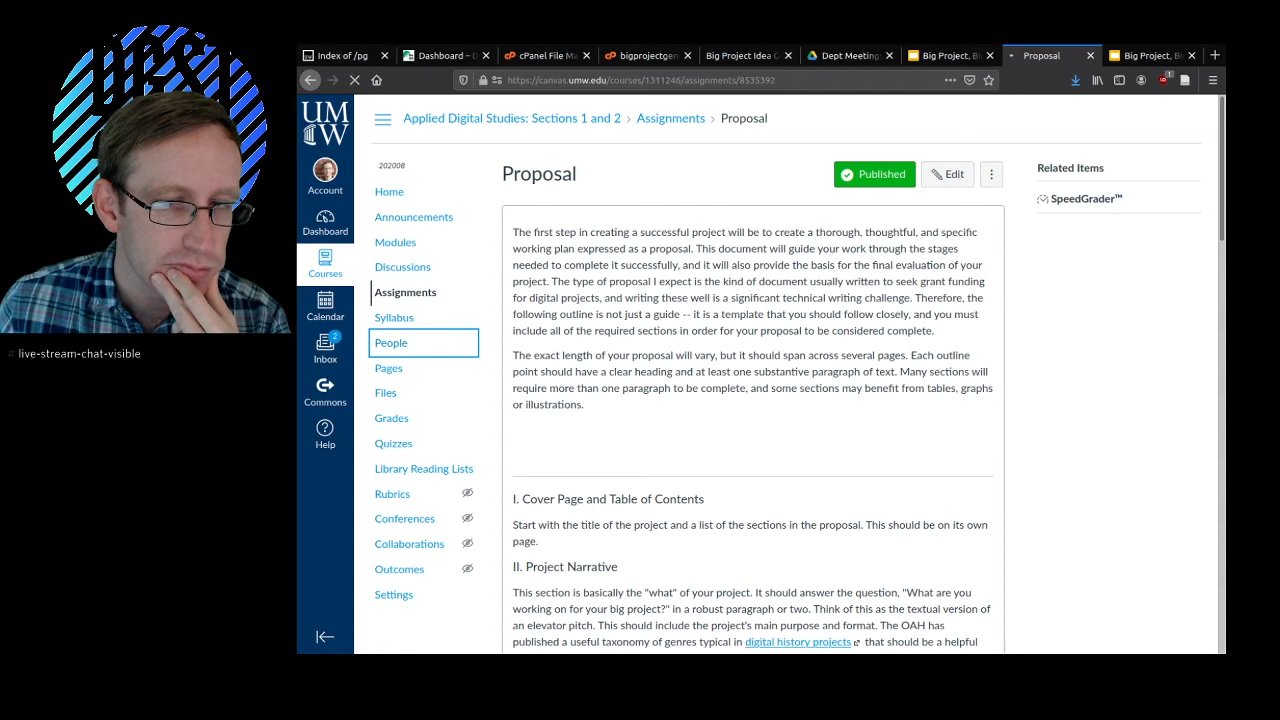 Index of /pg
Dashboard – D
cPanel File Ma
bigprojectgen
Big Project Idea G
Dept Meeting
Big Project, Bi
Proposal
Big Project, Bi
https://canvas.umw.edu/courses/1311246/assignments/8535392
1
UM
W
Account
Dashboard
Courses
Calendar
2
Inbox
Commons
Help
# live-stream-chat-visible
Applied Digital Studies: Sections 1 and 2 › Assignments › Proposal
202008
Home
Announcements
Modules
Discussions
Assignments
Syllabus
People
Pages
Files
Grades
Quizzes
Library Reading Lists
Rubrics
Conferences
Collaborations
Outcomes
Settings
Proposal
Published
Edit
Related Items
SpeedGrader™
The first step in creating a successful project will be to create a thorough, thoughtful, and specific
working plan expressed as a proposal. This document will guide your work through the stages
needed to complete it successfully, and it will also provide the basis for the final evaluation of your
project. The type of proposal I expect is the kind of document usually written to seek grant funding
for digital projects, and writing these well is a significant technical writing challenge. Therefore, the
following outline is not just a guide -- it is a template that you should follow closely, and you must
include all of the required sections in order for your proposal to be considered complete.
The exact length of your proposal will vary, but it should span across several pages. Each outline
point should have a clear heading and at least one substantive paragraph of text. Many sections will
require more than one paragraph to be complete, and some sections may benefit from tables, graphs
or illustrations.
I. Cover Page and Table of Contents
Start with the title of the project and a list of the sections in the proposal. This should be on its own
page.
II. Project Narrative
This section is basically the "what" of your project. It should answer the question, "What are you
working on for your big project?" in a robust paragraph or two. Think of this as the textual version of
an elevator pitch. This should include the project's main purpose and format. The OAH has
published a useful taxonomy of genres typical in digital history projects that should be a helpful